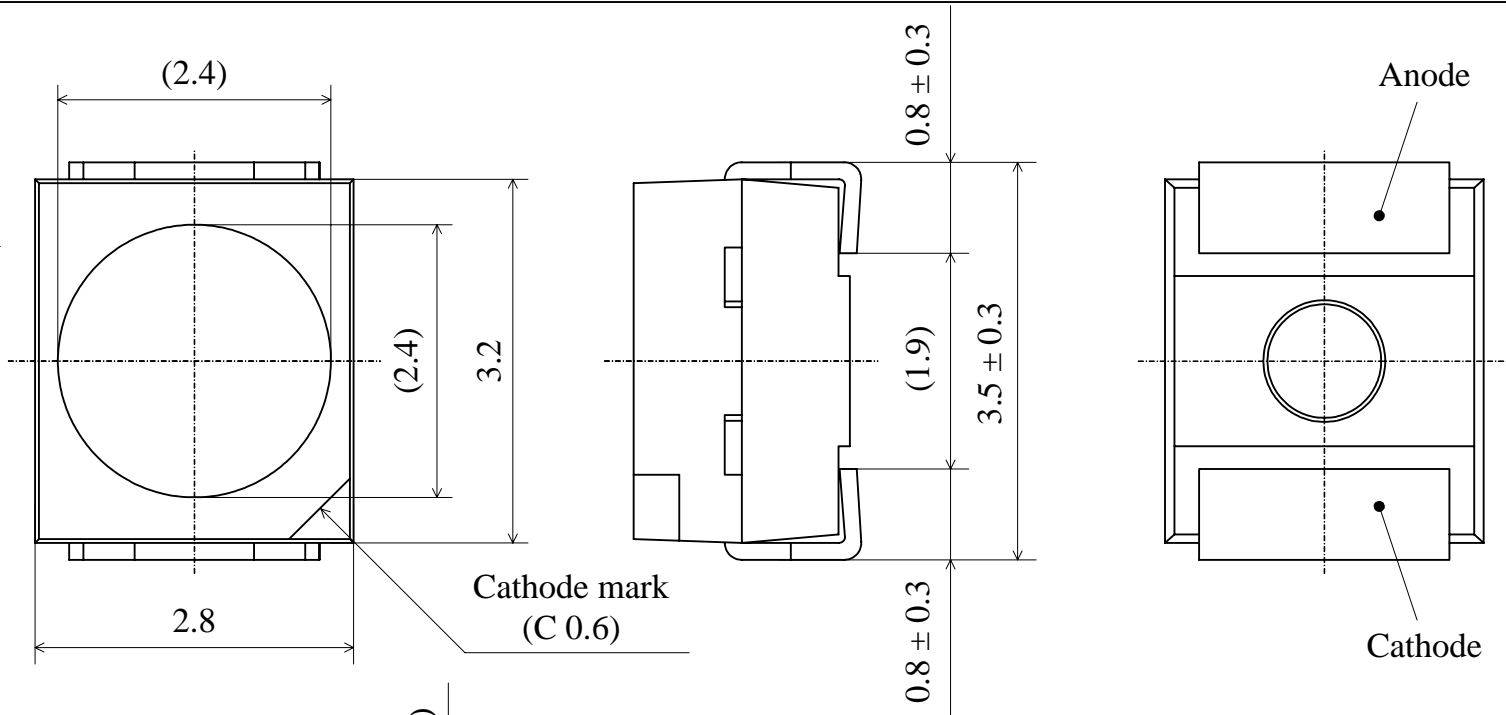 (2.4)
0.8 ± 0.3
Anode
(2.4)
3.2
(1.9)
3.5 ± 0.3
Cathode mark
(C 0.6)
2.8
0.8 ± 0.3
Cathode
)